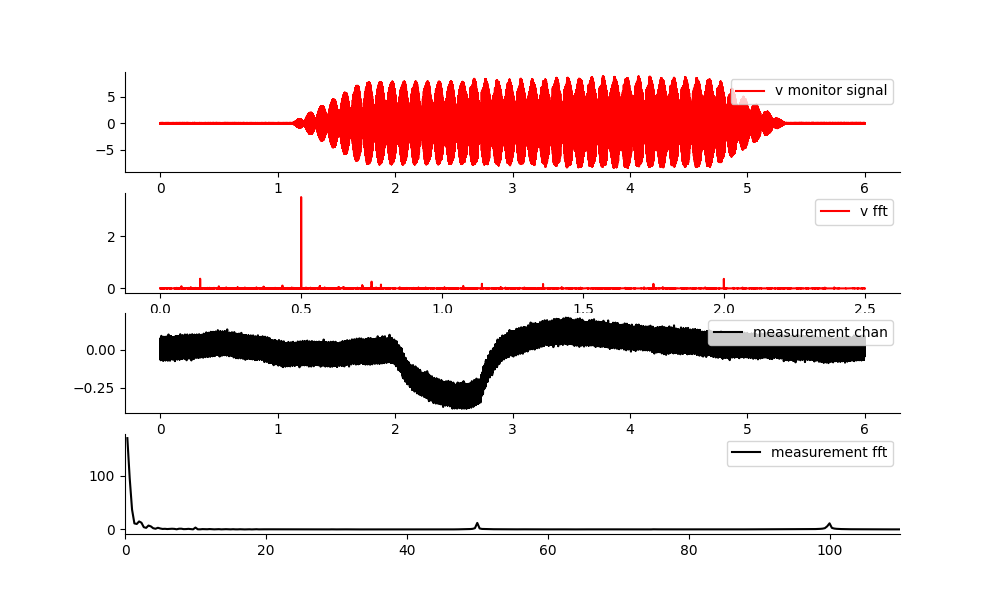 5
0
−5
v monitor signal
0 1 2 3 4 5 6
2
0
v fft
0.0 0.5 1.0 1.5 2.0 2.5
0.00
−0.25
measurement chan
0 1 2 3 4 5 6
100
0
measurement fft
0 20 40 60 80 100